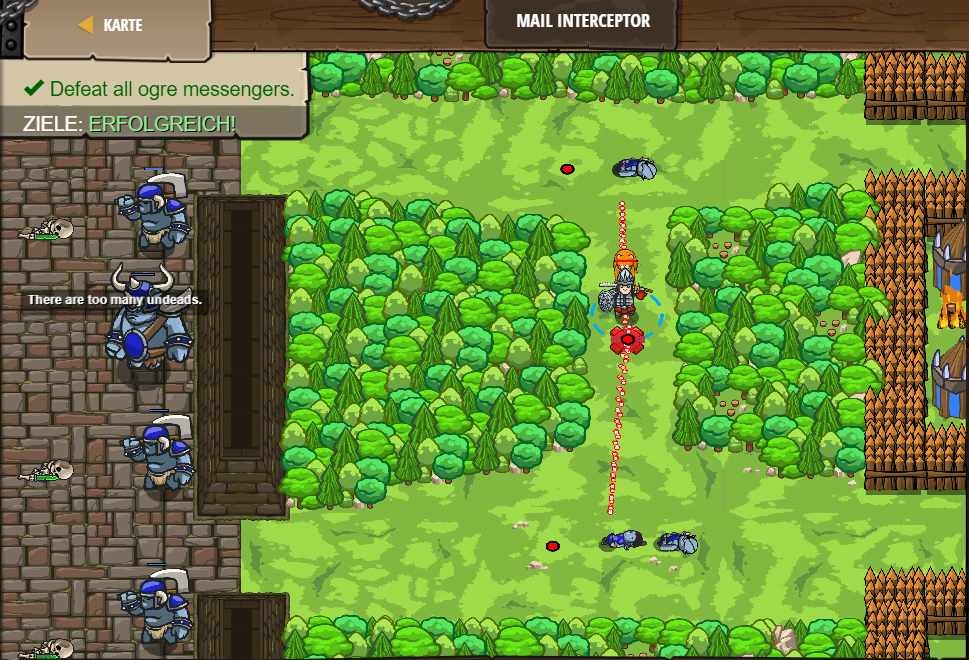 KARTE
MAIL INTERCEPTOR
Defeat all ogre messengers.
ZIELE: ERFOLGREICH!
There are too many undeads.